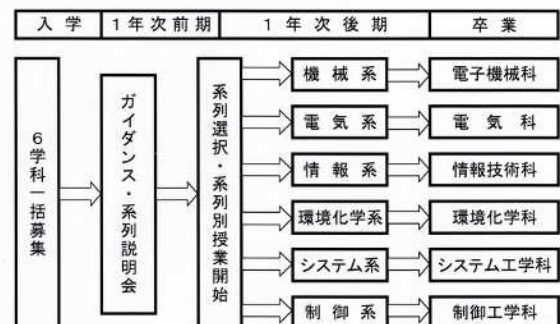 入学
1年次前期
1年次後期
卒業
6学科一括募集
ガイダンス・系列説明会
系列選択・系列別授業開始
機械系
電子機械科
電気系
電気科
情報系
情報技術科
環境化学系
環境化学科
システム系
システム工学科
制御系
制御工学科